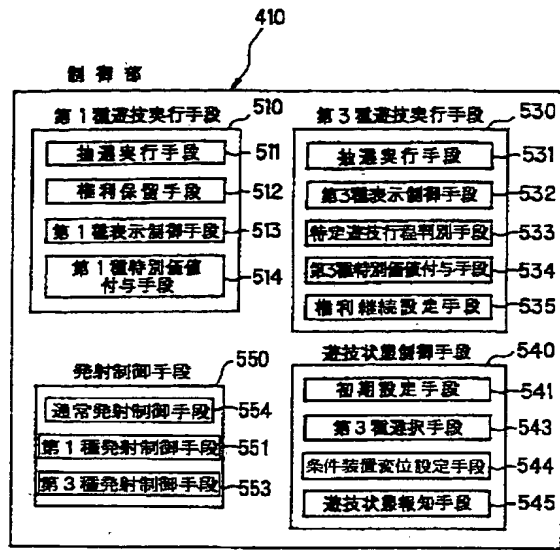 410
制御部
第1種遊技実行手段 510
抽選実行手段 511
権利保留手段 512
第1種表示制御手段 513
第1種特別価値
付与手段 514
第3種遊技実行手段 530
抽選実行手段 531
第3種表示制御手段 532
特定遊技行程判別手段 533
第3種特別価値付与手段 534
権利継続設定手段 535
発射制御手段 550
通常発射制御手段 554
第1種発射制御手段 551
第3種発射制御手段 553
遊技状態制御手段 540
初期設定手段 541
第3種選択手段 543
条件装置変位設定手段 544
遊技状態報知手段 545